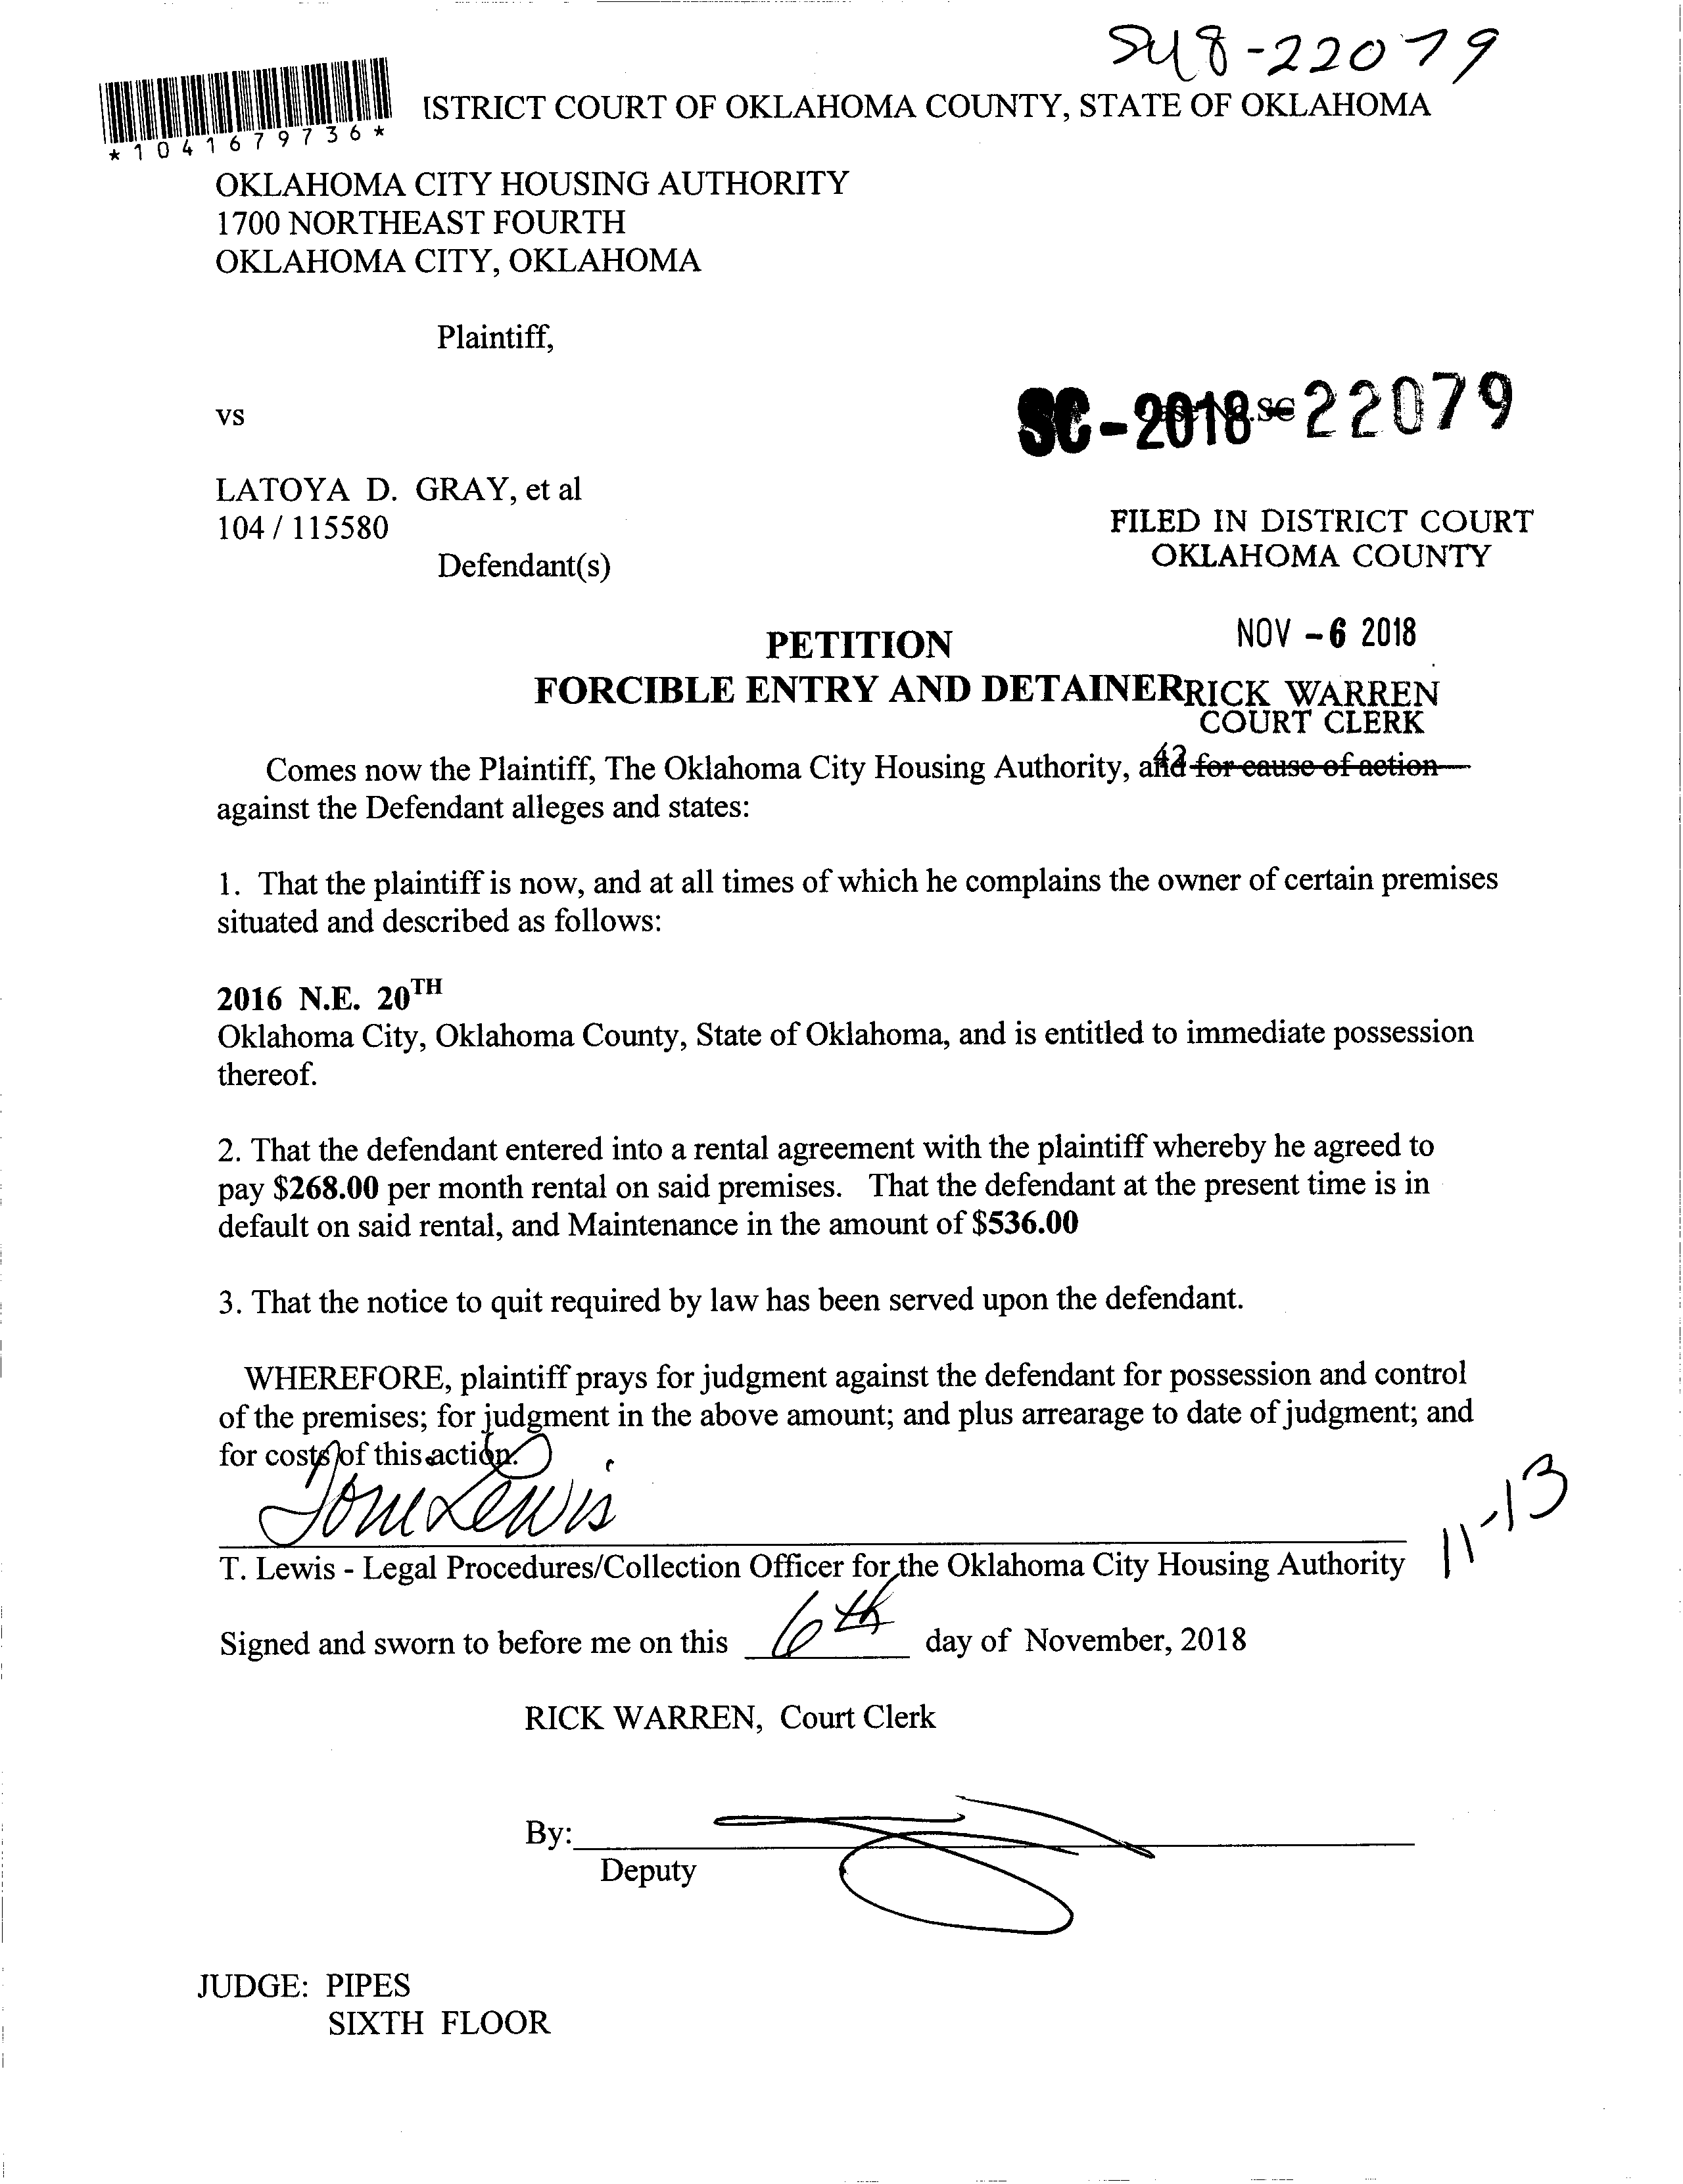 SC18-22079
*1041679736*
ISTRICT COURT OF OKLAHOMA COUNTY, STATE OF OKLAHOMA
OKLAHOMA CITY HOUSING AUTHORITY
1700 NORTHEAST FOURTH
OKLAHOMA CITY, OKLAHOMA
Plaintiff,
vs
SC-2018-22079
LATOYA D. GRAY, et al
104 / 115580
Defendant(s)
FILED IN DISTRICT COURT
OKLAHOMA COUNTY
NOV -6 2018
PETITION
FORCIBLE ENTRY AND DETAINER
RICK WARREN
COURT CLERK
42
Comes now the Plaintiff, The Oklahoma City Housing Authority, and for cause of action
against the Defendant alleges and states:
1. That the plaintiff is now, and at all times of which he complains the owner of certain premises
situated and described as follows:
2016 N.E. 20TH
Oklahoma City, Oklahoma County, State of Oklahoma, and is entitled to immediate possession
thereof.
2. That the defendant entered into a rental agreement with the plaintiff whereby he agreed to
pay $268.00 per month rental on said premises. That the defendant at the present time is in
default on said rental, and Maintenance in the amount of $536.00
3. That the notice to quit required by law has been served upon the defendant.
WHEREFORE, plaintiff prays for judgment against the defendant for possession and control
of the premises; for judgment in the above amount; and plus arrearage to date of judgment; and
for costs of this action.
Toni Lewis
11-13
T. Lewis - Legal Procedures/Collection Officer for the Oklahoma City Housing Authority
Signed and sworn to before me on this 6th day of November, 2018
RICK WARREN, Court Clerk
By:
Deputy
JUDGE: PIPES
SIXTH FLOOR